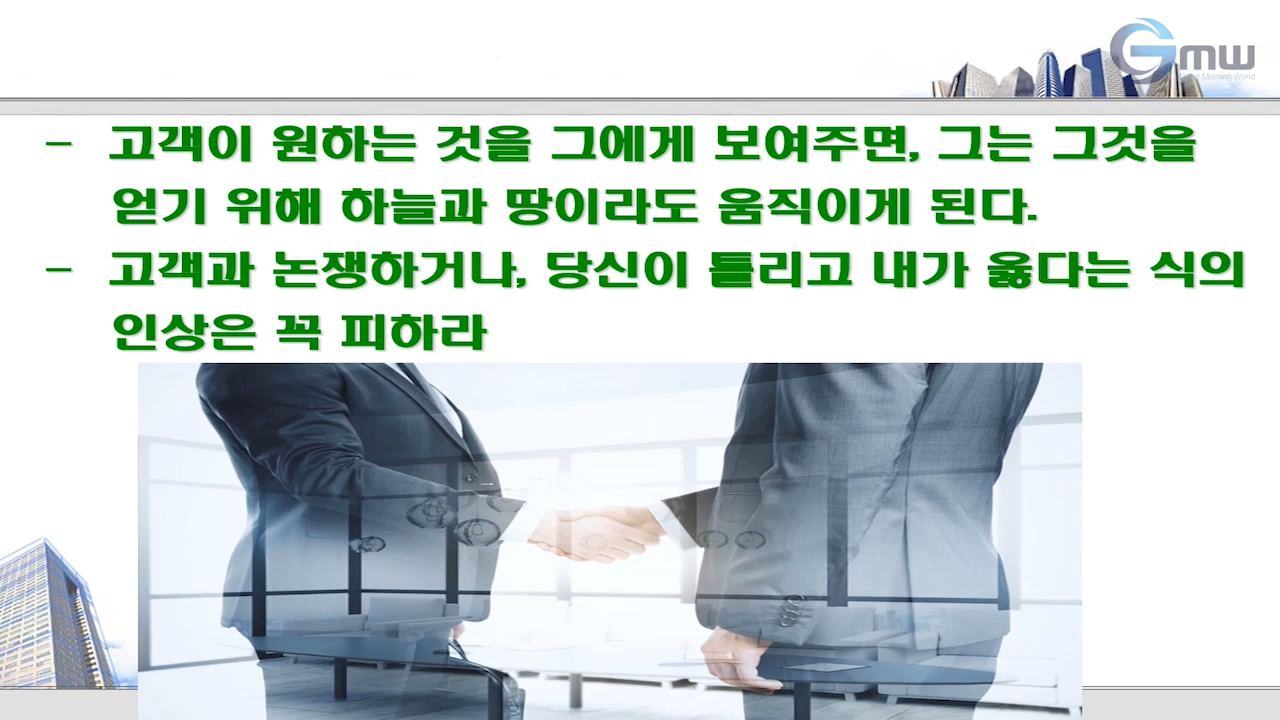 Gmw
Good Morning World
- 고객이 원하는 것을 그에게 보여주면, 그는 그것을
얻기 위해 하늘과 땅이라도 움직이게 된다.
- 고객과 논쟁하거나, 당신이 틀리고 내가 옳다는 식의
인상은 꼭 피하라